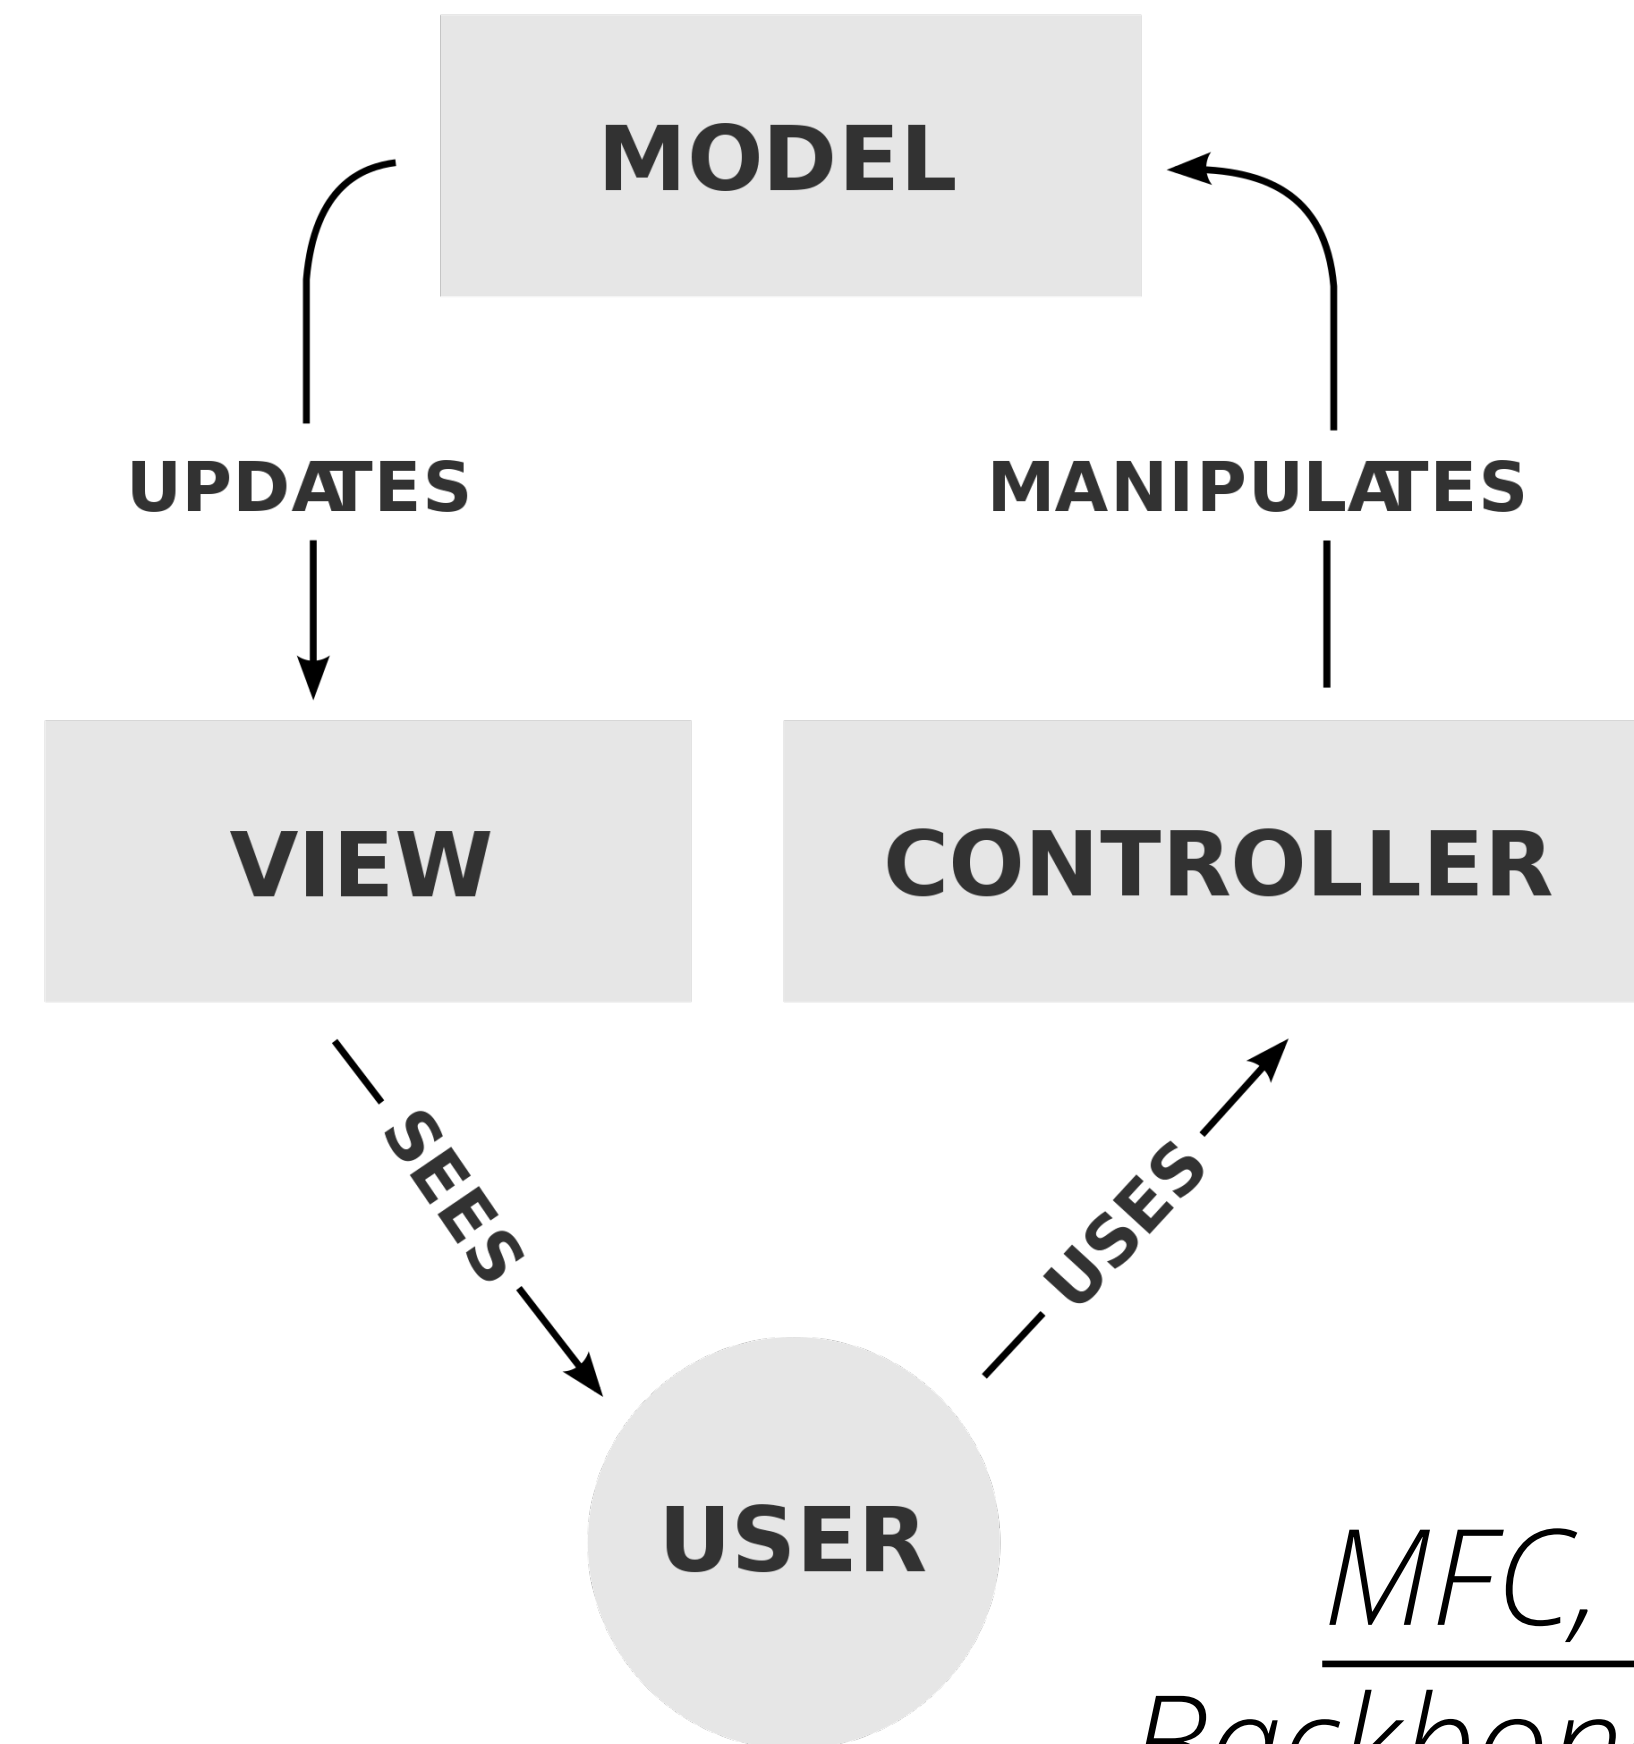 MODEL
UPDATES
MANIPULATES
VIEW
CONTROLLER
SEES
USES
USER
MFC,